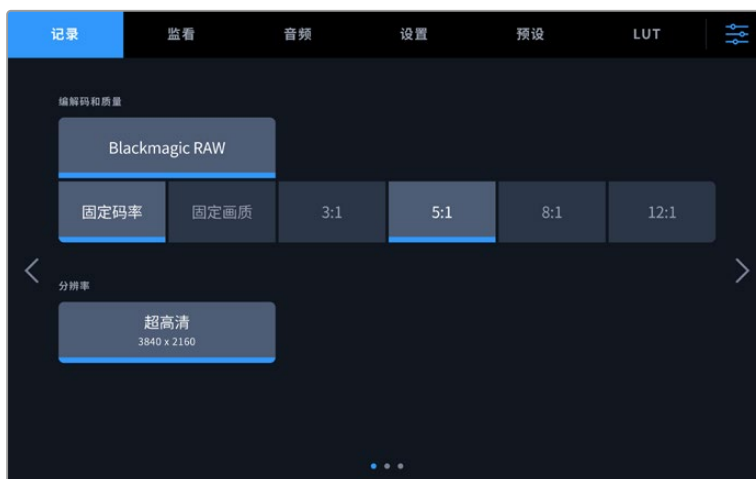 记录 监看 音频 设置 预设 LUT
编解码和质量
Blackmagic RAW
固定码率 固定画质 3:1 5:1 8:1 12:1
分辨率
超高清
3840 x 2160